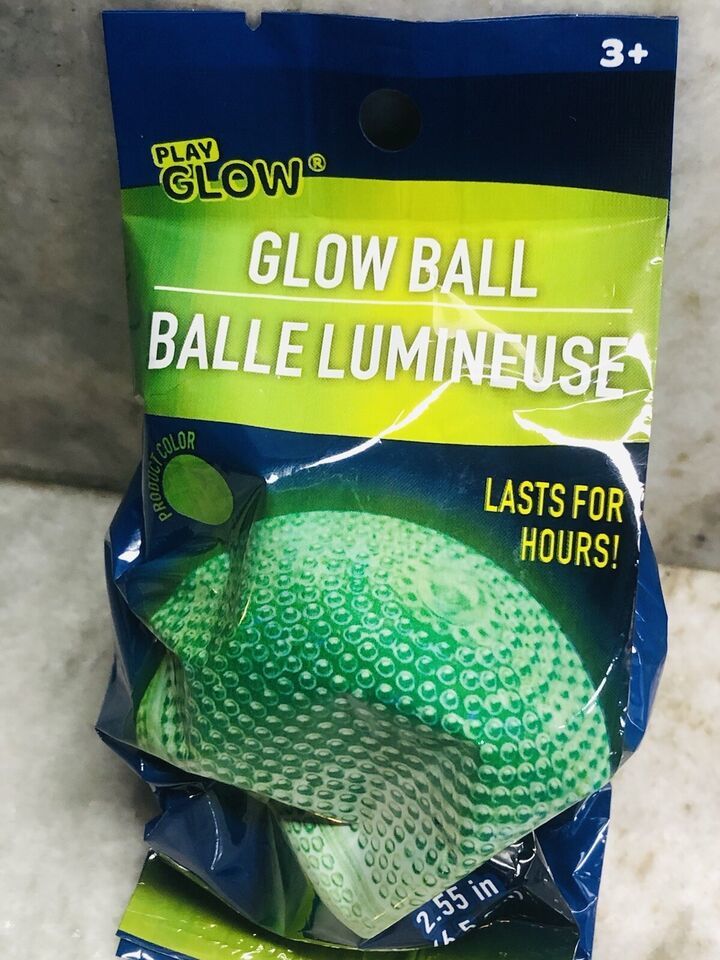 3+
PLAY
GLOW®
GLOW BALL
BALLE LUMINEUSE
PRODUCT COLOR
LASTS FOR
HOURS!
2.55 in